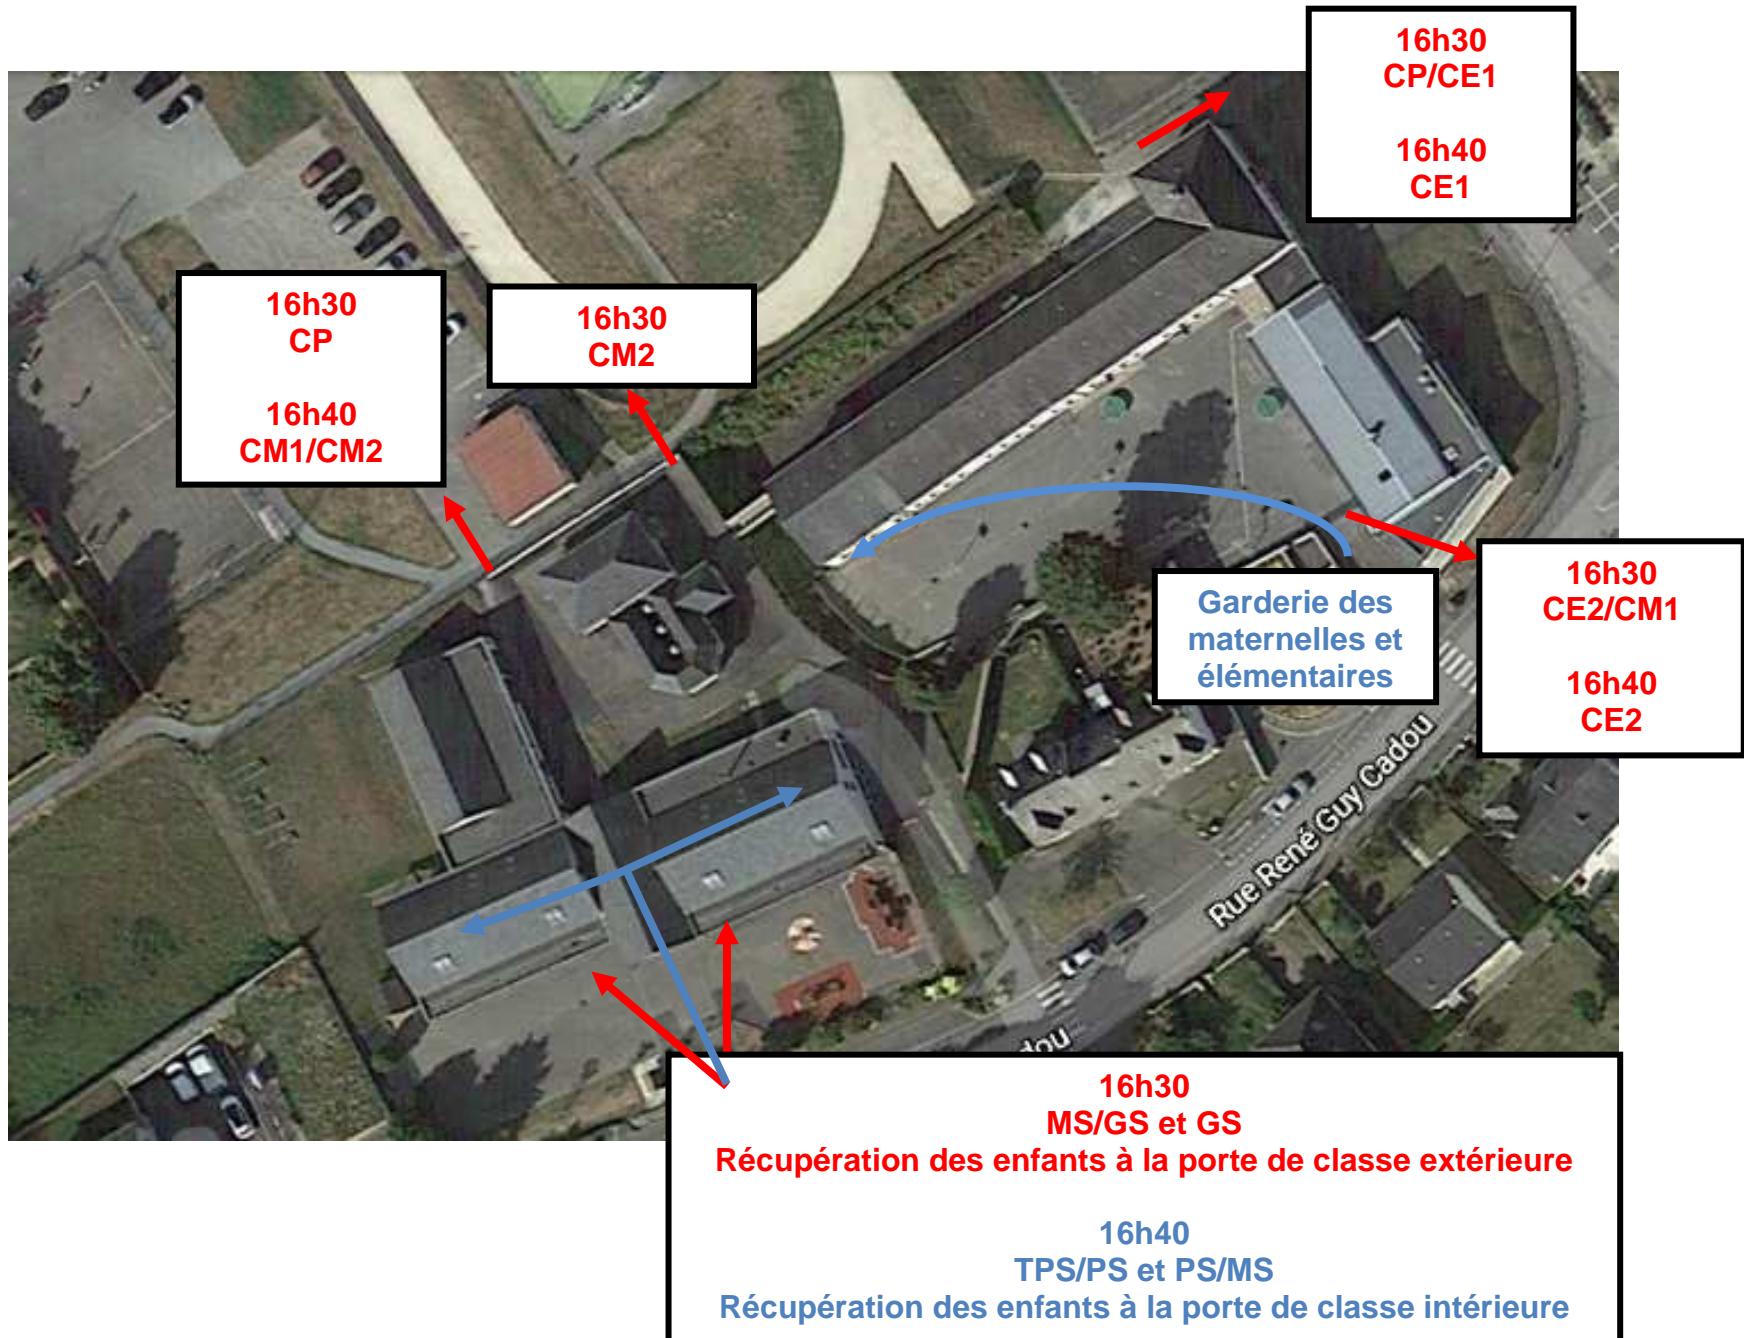 16h30
CP/CE1
16h40
CE1
16h30
CP
16h40
CM1/CM2
16h30
CM2
Garderie des
maternelles et
élémentaires
16h30
CE2/CM1
16h40
CE2
Rue René Guy Cadou
dou
16h30
MS/GS et GS
Récupération des enfants à la porte de classe extérieure
16h40
TPS/PS et PS/MS
Récupération des enfants à la porte de classe intérieure